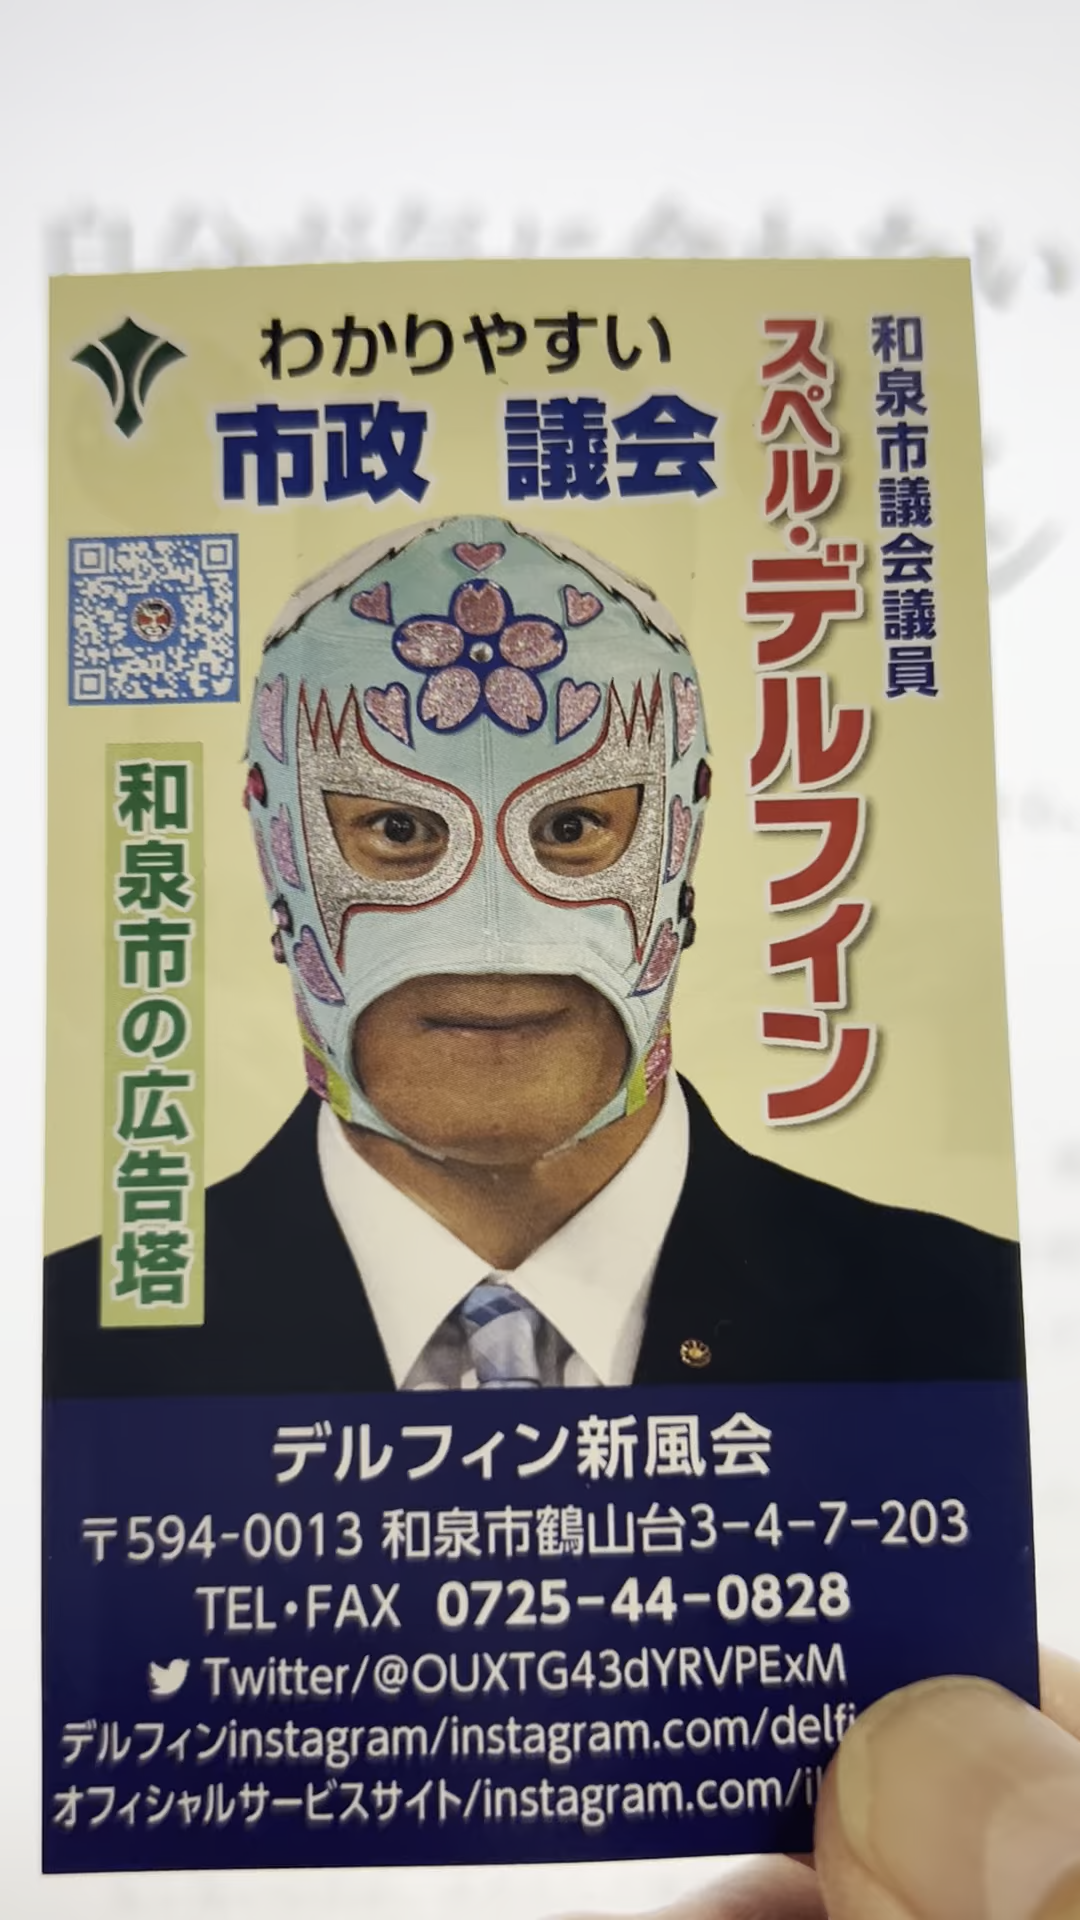 和泉市議会議員
スペル・デルフィン
わかりやすい
市政 議会
和泉市の広告塔
デルフィン新風会
〒594-0013 和泉市鶴山台3-4-7-203
TEL・FAX 0725-44-0828
Twitter/@OUXTG43dYRVPExM
デルフィンinstagram/instagram.com/delfi
オフィシャルサービスサイト/instagram.com/